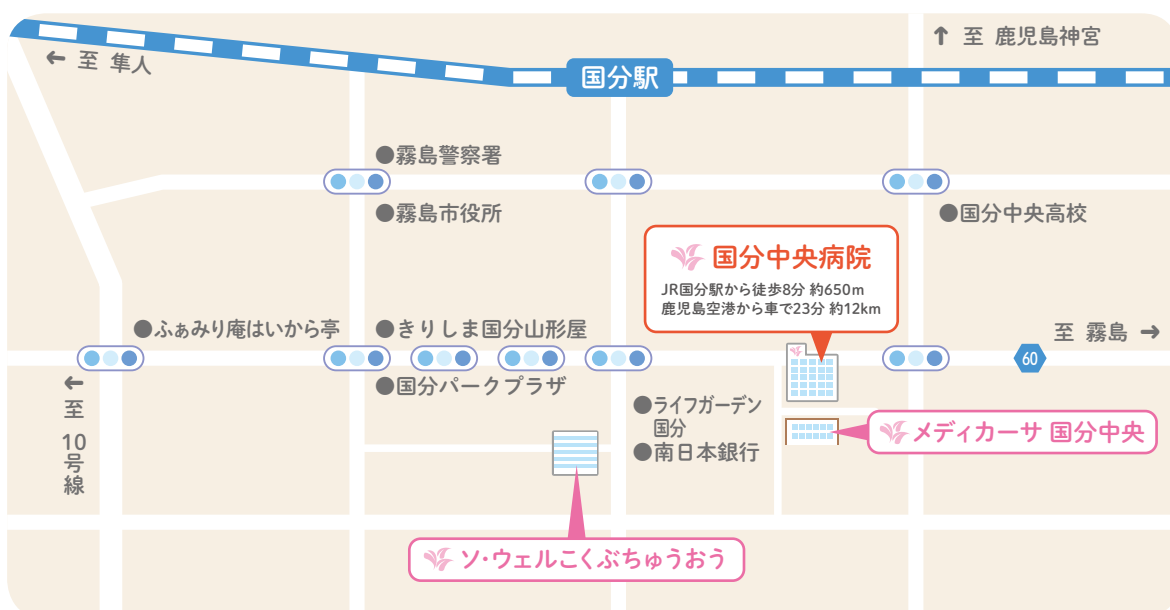 ← 至 隼人
↑ 至 鹿児島神宮
国分駅
●霧島警察署
●霧島市役所
●国分中央高校
国分中央病院
JR国分駅から徒歩8分 約650m
鹿児島空港から車で23分 約12km
●ふぁみり庵はいから亭
●きりしま国分山形屋
至 霧島 →
60
●国分パークプラザ
← 至 10号線
●ライフガーデン
国分
●南日本銀行
メディカーサ 国分中央
ソ・ウェルこくぶちゅうおう